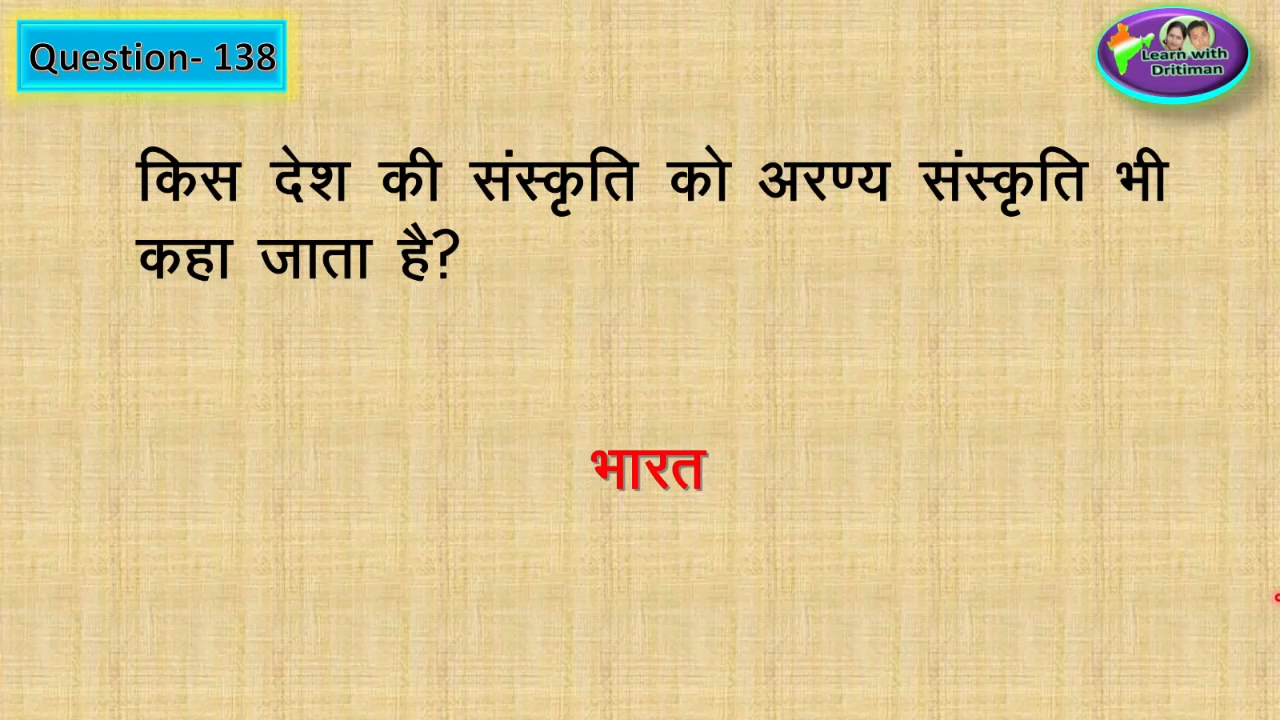 Question- 138
Learn with
Dritiman
किस देश की संस्कृति को अरण्य संस्कृति भी
कहा जाता है?
भारत